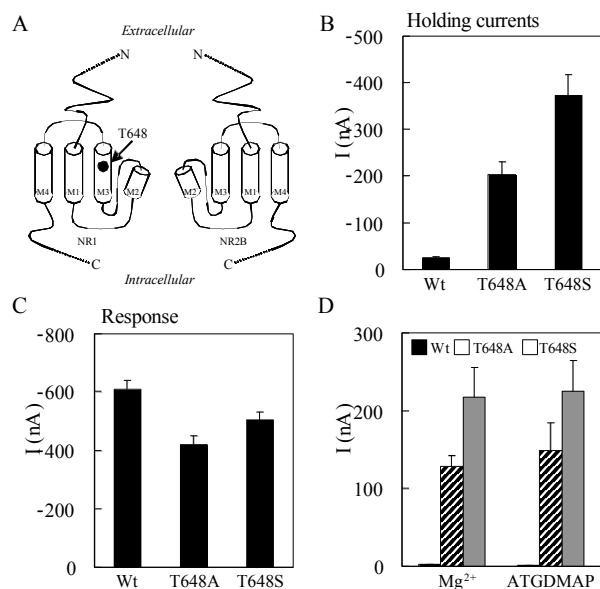 A
Extracellular
N N
T648
M4 M1 M3 M2 M2 M3 M1 M4
NR1 NR2B
C C
Intracellular
B
Holding currents
I (nA)
-500
-400
-300
-200
-100
0
Wt T648A T648S
C
Response
I (nA)
-800
-600
-400
-200
0
Wt T648A T648S
D
Wt T648A T648S
I (nA)
300
200
100
0
Mg²⁺ ATGDMAP